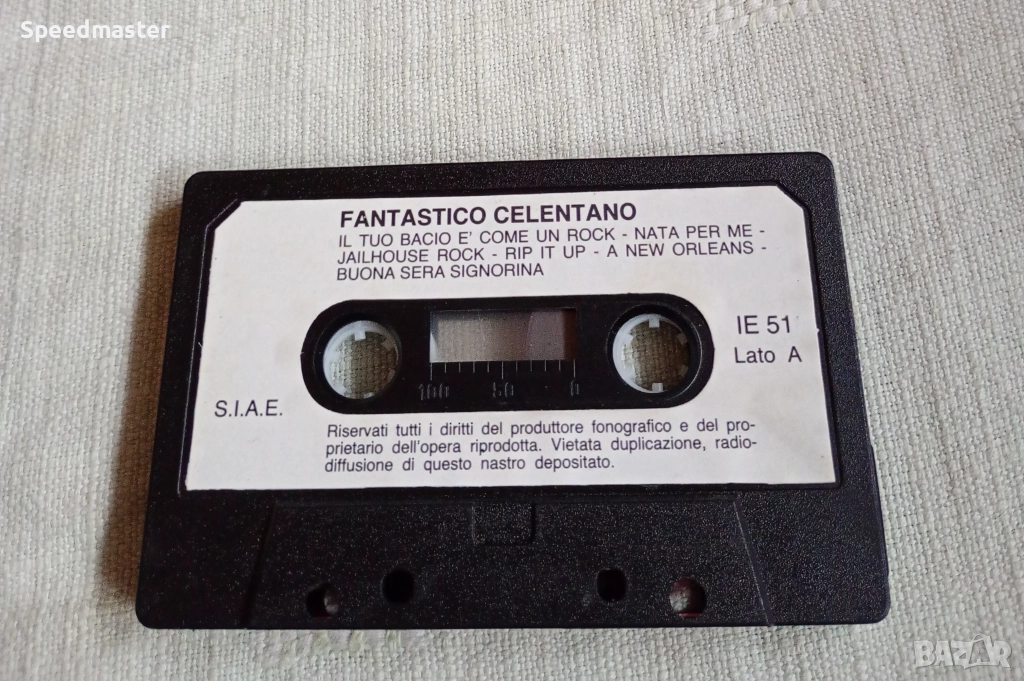 Speedmaster
FANTASTICO CELENTANO
IL TUO BACIO E' COME UN ROCK - NATA PER ME -
JAILHOUSE ROCK - RIP IT UP - A NEW ORLEANS -
BUONA SERA SIGNORINA
IE 51
Lato A
100 50 0
S.I.A.E.
Riservati tutti i diritti del produttore fonografico e del pro-
prietario dell'opera riprodotta. Vietata duplicazione, radio-
diffusione di questo nastro depositato.
BAZAR